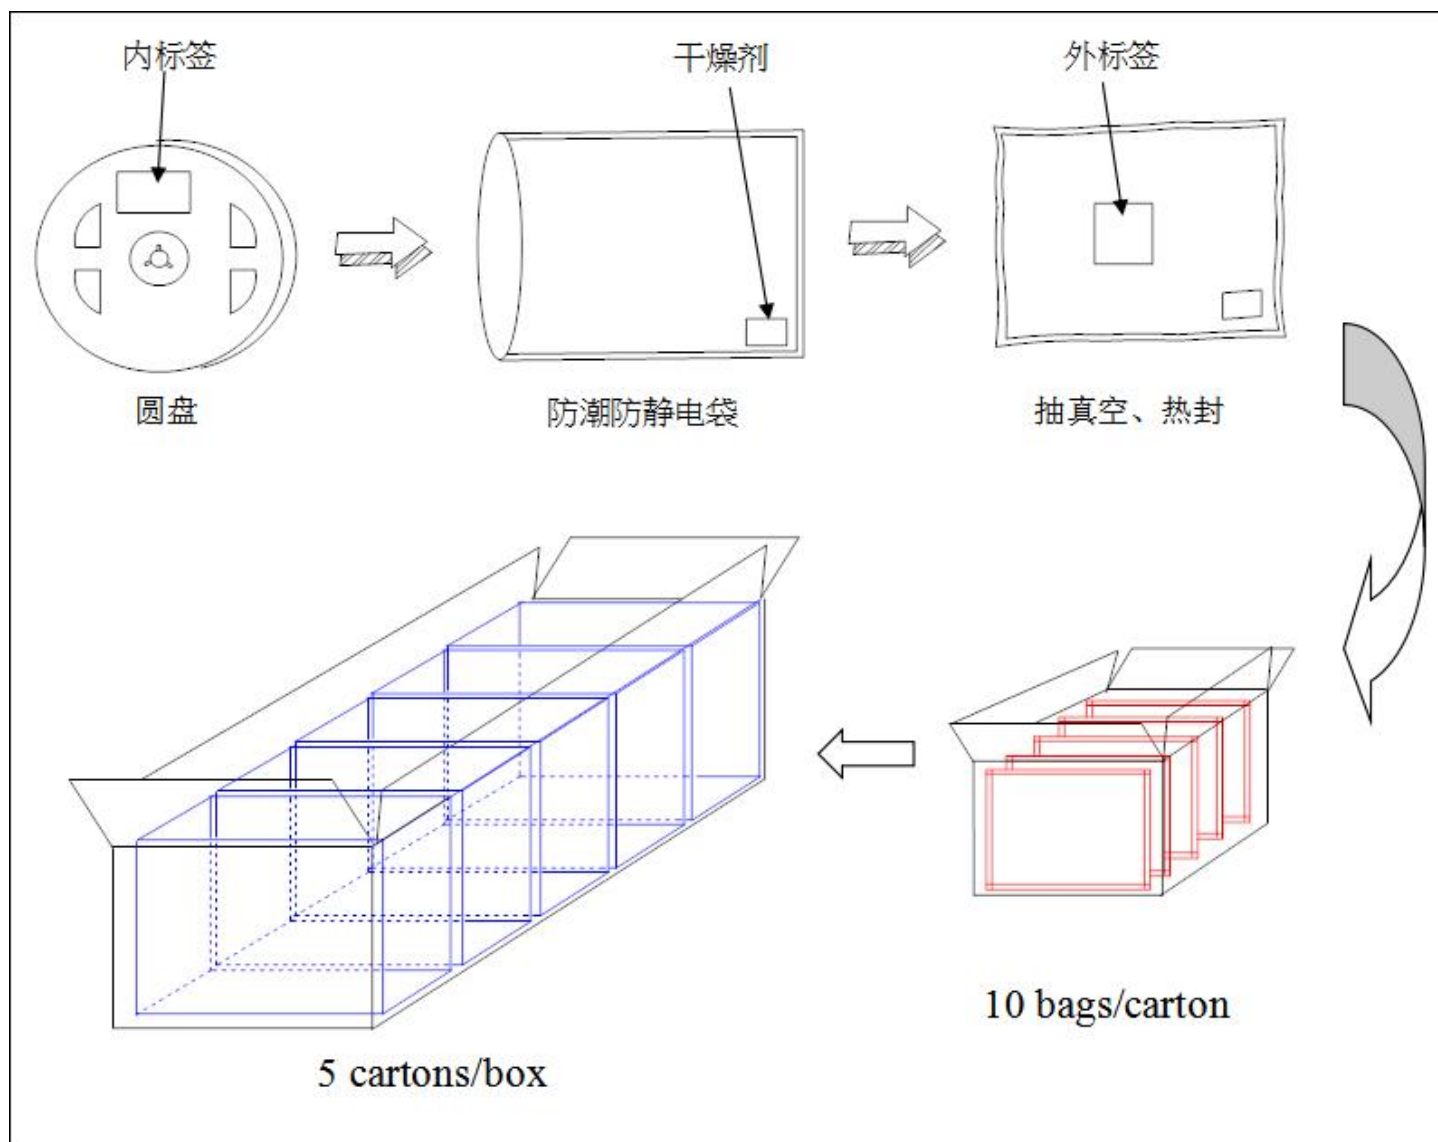 内标签
干燥剂
外标签
圆盘
防潮防静电袋
抽真空、热封
10 bags/carton
5 cartons/box